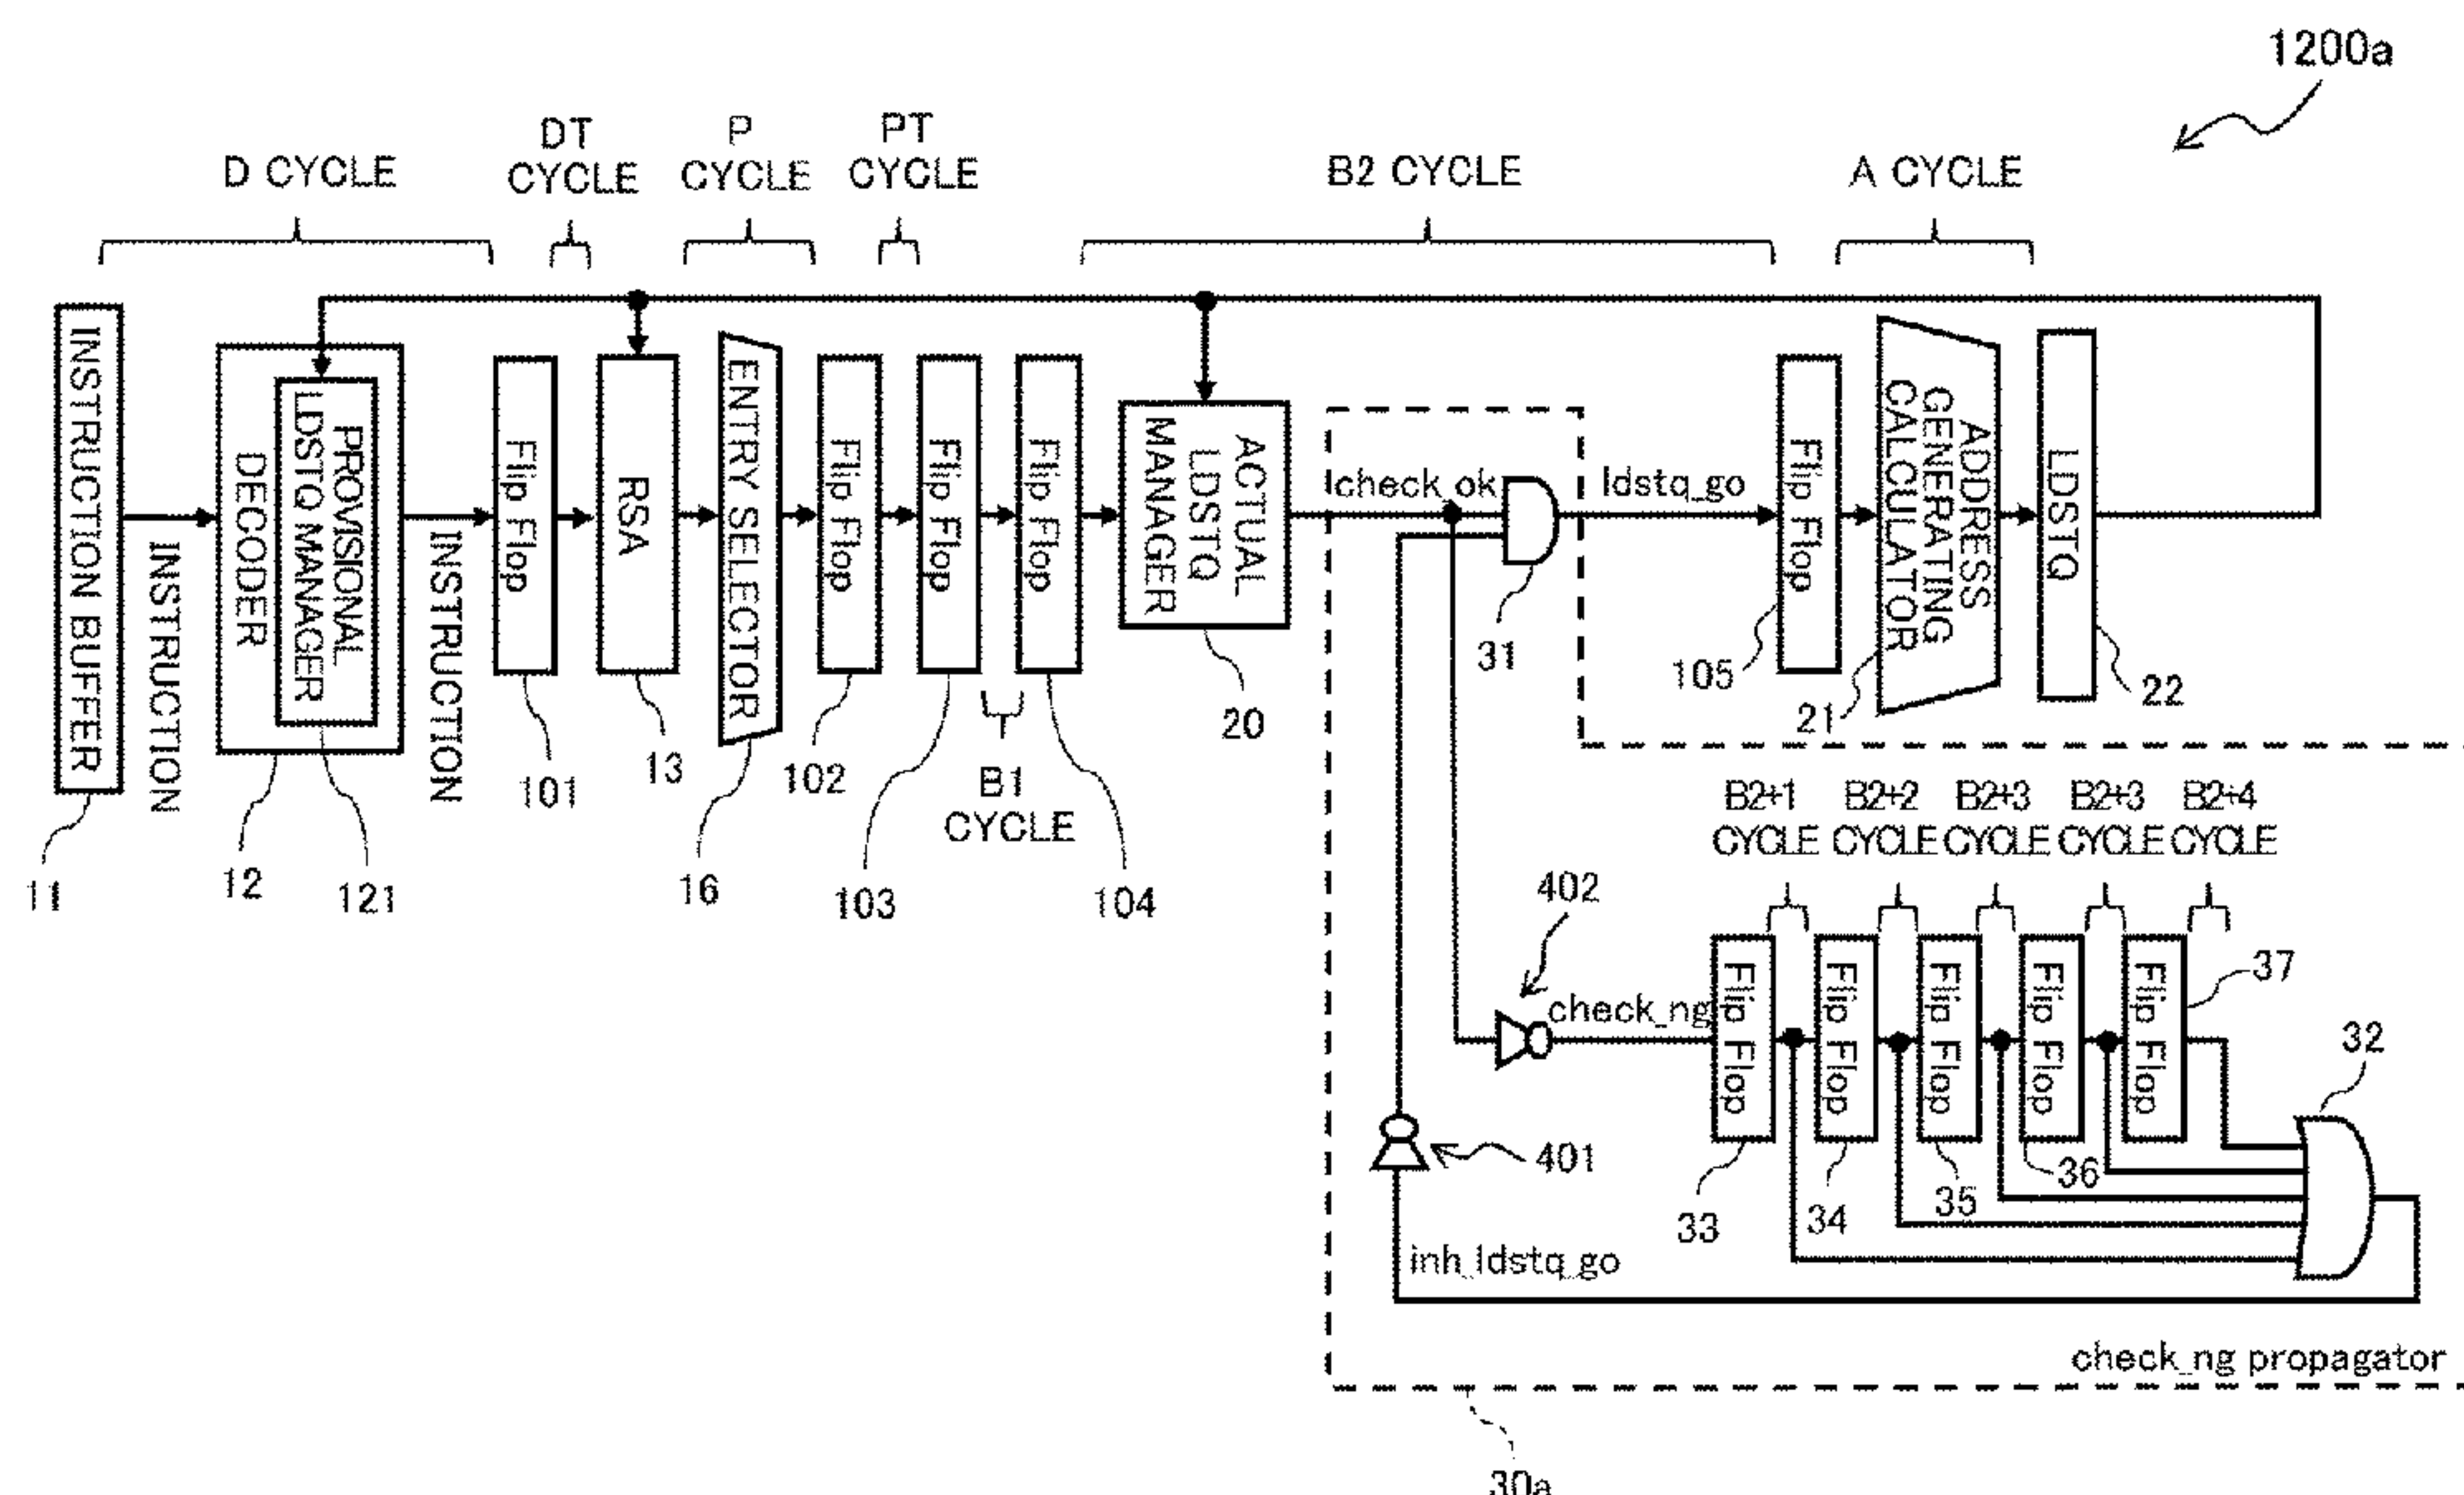 1200a
D CYCLE
DT
CYCLE
P
CYCLE
PT
CYCLE
B2 CYCLE
A CYCLE
INSTRUCTION BUFFER
INSTRUCTION
DECODER
PROVISIONAL
LDSTQ MANAGER
INSTRUCTION
Flip Flop
RSA
ENTRY SELECTOR
Flip Flop
Flip Flop
Flip Flop
ACTUAL
LDSTQ
MANAGER
check_ok
ldstq_go
Flip Flop
ADDRESS
GENERATING
CALCULATOR
LDSTQ
11
12
121
101
13
16
102
103
B1
CYCLE
104
20
31
105
21
22
B2+1
CYCLE
B2+2
CYCLE
B2+3
CYCLE
B2+3
CYCLE
B2+4
CYCLE
402
check_ng
Flip Flop
Flip Flop
Flip Flop
Flip Flop
Flip Flop
37
32
401
33
34
35
36
inh_ldstq_go
check_ng propagator
30a